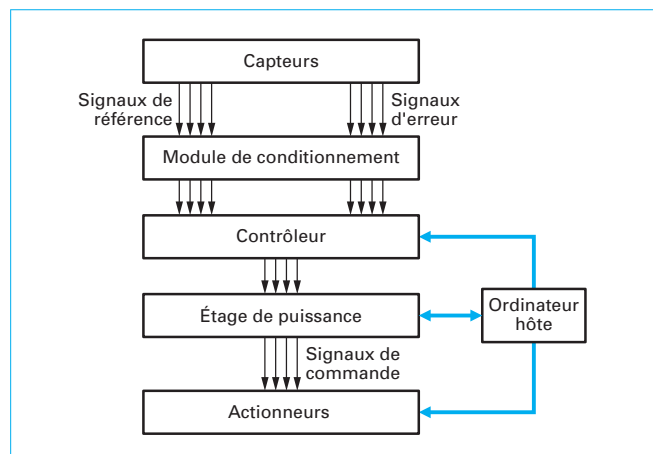 Capteurs
Signaux de
référence
Signaux
d'erreur
Module de conditionnement
Contrôleur
Ordinateur
hôte
Étage de puissance
Signaux de
commande
Actionneurs